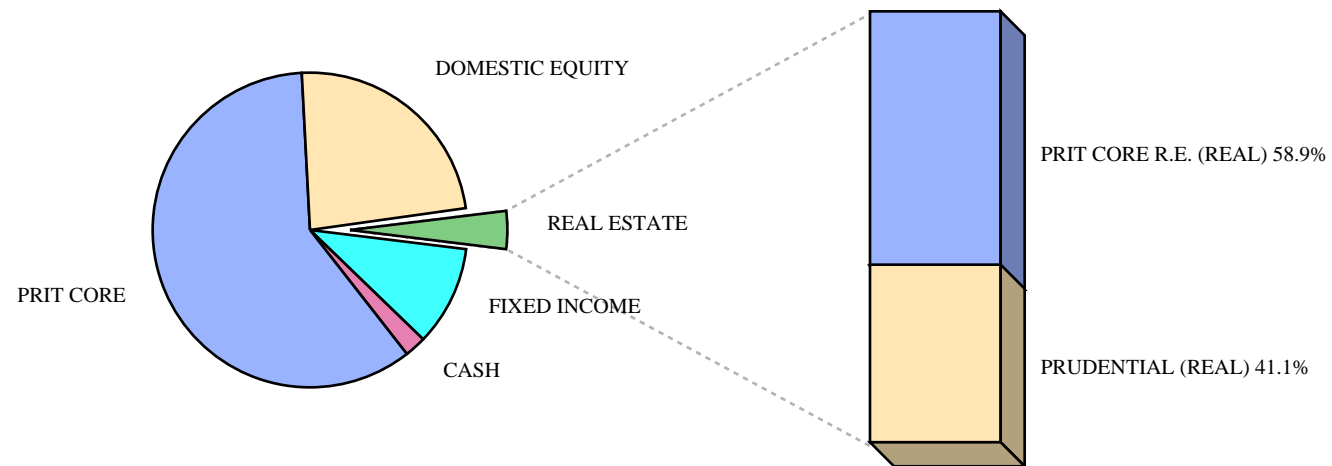 DOMESTIC EQUITY
PRIT CORE R.E. (REAL) 58.9%
REAL ESTATE
PRIT CORE
FIXED INCOME
CASH
PRUDENTIAL (REAL) 41.1%